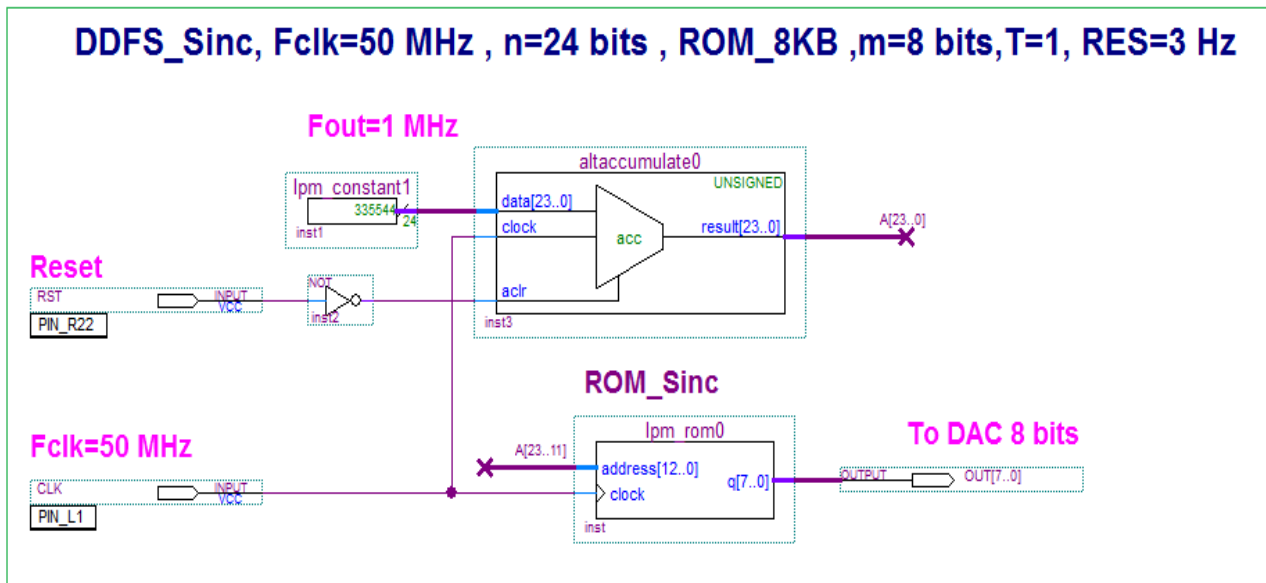 DDFS_Sinc, Fclk=50 MHz , n=24 bits , ROM_8KB ,m=8 bits,T=1, RES=3 Hz
Fout=1 MHz
altaccumulate0
lpm_constant1
UNSIGNED
335544
24
inst1
data[23..0]
clock
acc
result[23..0]
A[23..0]
Reset
RST
INPUT
VCC
PIN_R22
NOT
inst2
aclr
inst3
ROM_Sinc
Fclk=50 MHz
lpm_rom0
To DAC 8 bits
A[23..11]
address[12..0]
q[7..0]
OUTPUT
OUT[7..0]
CLK
INPUT
VCC
clock
PIN_L1
inst